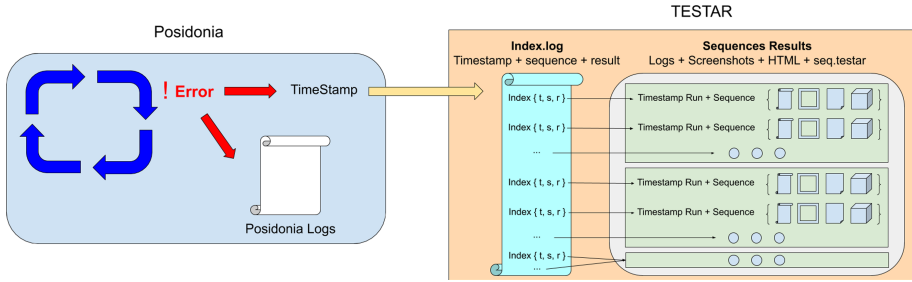 Posidonia
! Error
TimeStamp
Posidonia Logs
TESTAR
Index.log
Timestamp + sequence + result
Sequences Results
Logs + Screenshots + HTML + seq.testar
Index { t, s, r }
Timestamp Run + Sequence
Index { t, s, r }
Timestamp Run + Sequence
...
Index { t, s, r }
Timestamp Run + Sequence
Index { t, s, r }
Timestamp Run + Sequence
...
Index { t, s, r }
...